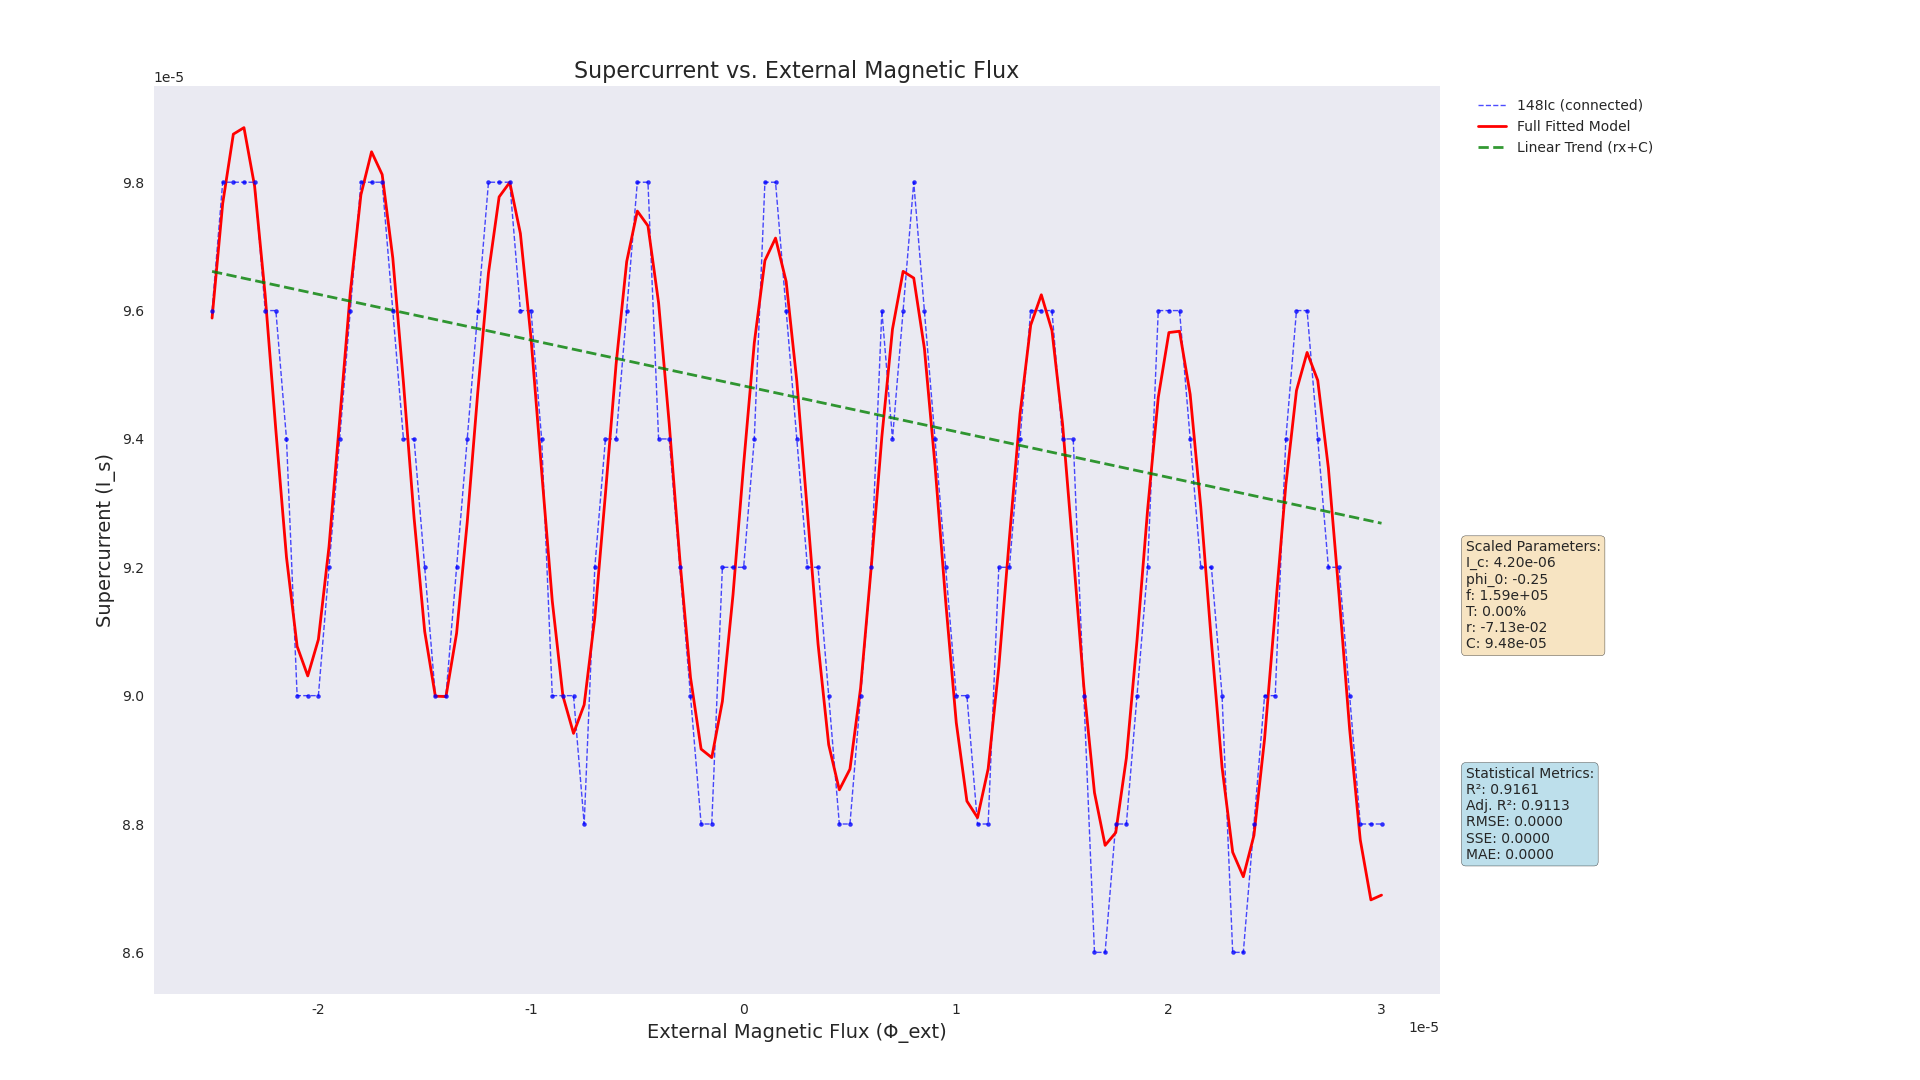 Supercurrent vs. External Magnetic Flux
1e-5
9.8
9.6
9.4
9.2
9.0
8.8
8.6
Supercurrent (I_s)
-2
-1
0
1
2
3
1e-5
External Magnetic Flux (Φ_ext)
148Ic (connected)
Full Fitted Model
Linear Trend (rx+C)
Scaled Parameters:
I_c: 4.20e-06
phi_0: -0.25
f: 1.59e+05
T: 0.00%
r: -7.13e-02
C: 9.48e-05
Statistical Metrics:
R²: 0.9161
Adj. R²: 0.9113
RMSE: 0.0000
SSE: 0.0000
MAE: 0.0000